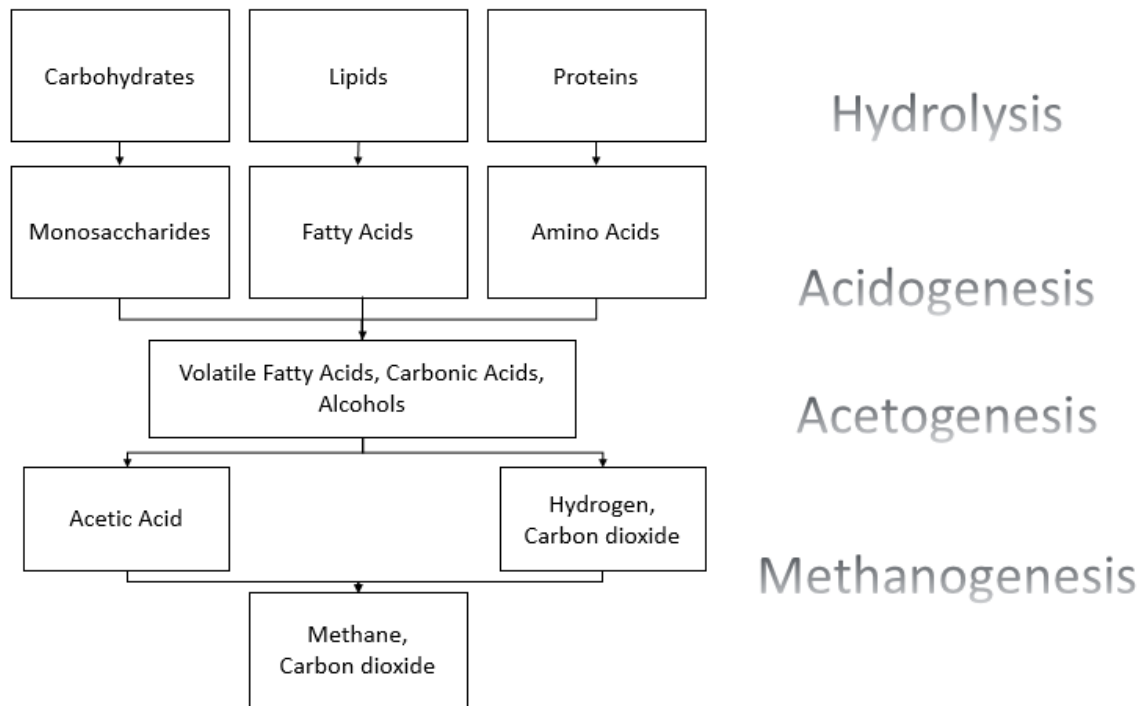 Carbohydrates
Lipids
Proteins
Hydrolysis
Monosaccharides
Fatty Acids
Amino Acids
Acidogenesis
Volatile Fatty Acids, Carbonic Acids,
Alcohols
Acetogenesis
Acetic Acid
Hydrogen,
Carbon dioxide
Methanogenesis
Methane,
Carbon dioxide